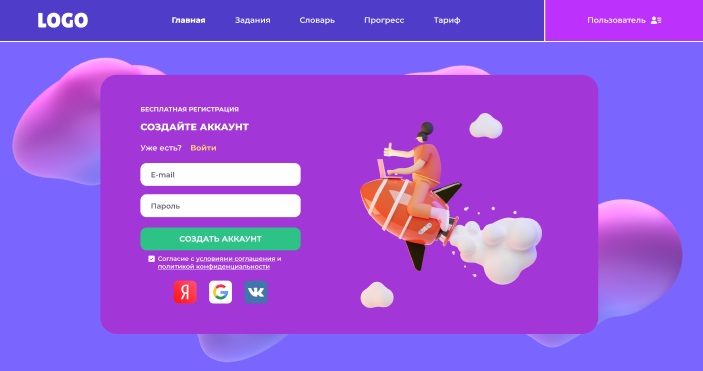 LOGO
Главная
Задания
Словарь
Прогресс
Тариф
Пользователь
БЕСПЛАТНАЯ РЕГИСТРАЦИЯ
СОЗДАЙТЕ АККАУНТ
Уже есть? Войти
E-mail
Пароль
СОЗДАТЬ АККАУНТ
Согласие с условиями соглашения и
политикой конфиденциальности
Я G VK